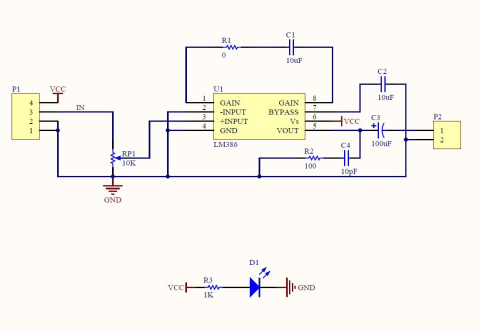 R1
0
C1
10uF
P1
VCC
4
3
2
1
IN
RP1
10K
GND
U1
1
2
3
4
GAIN
-INPUT
+INPUT
GND
GAIN
BYPASS
Vs
VOUT
8
7
6
5
LM386
VCC
C2
10uF
C3
+
100uF
P2
1
2
R2
100
C4
10pF
D1
VCC
R3
1K
GND